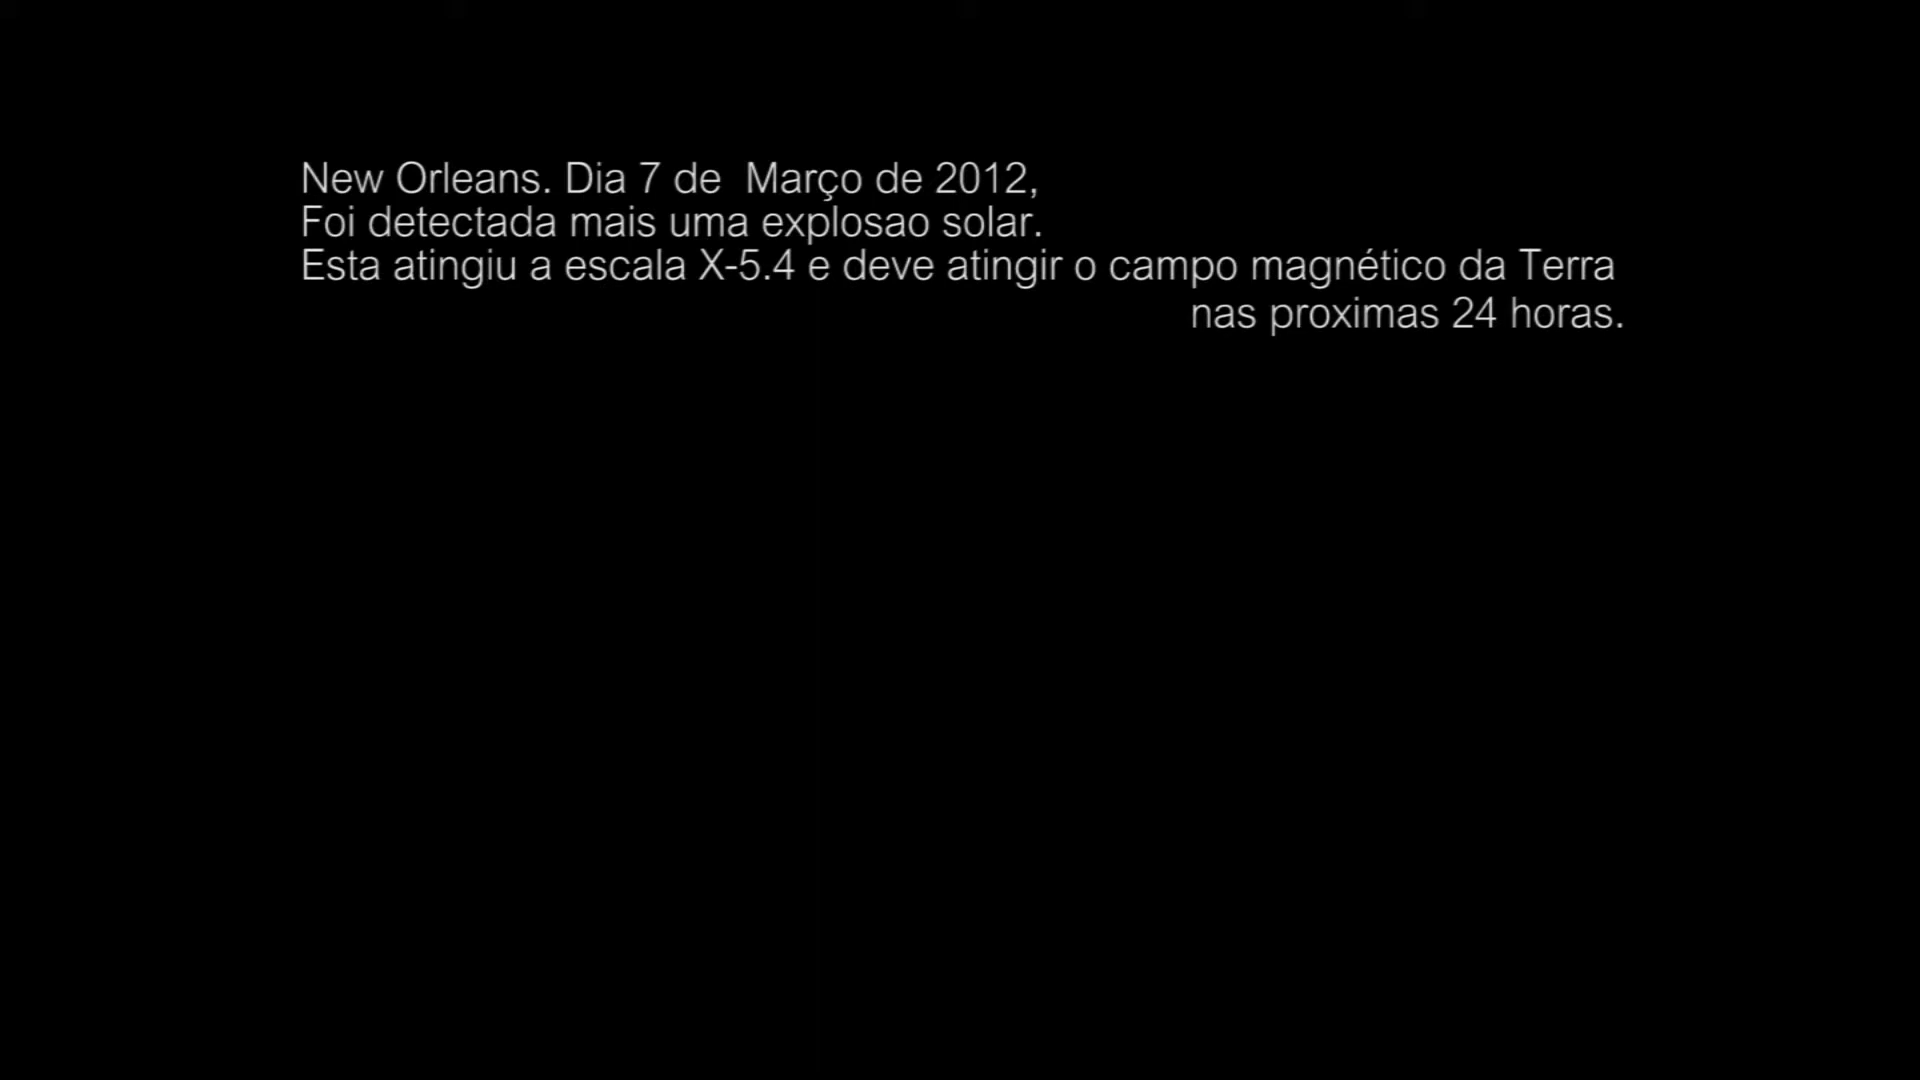 New Orleans. Dia 7 de  Março de 2012,
Foi detectada mais uma explosao solar.
Esta atingiu a escala X-5.4 e deve atingir o campo magnético da Terra
nas proximas 24 horas.